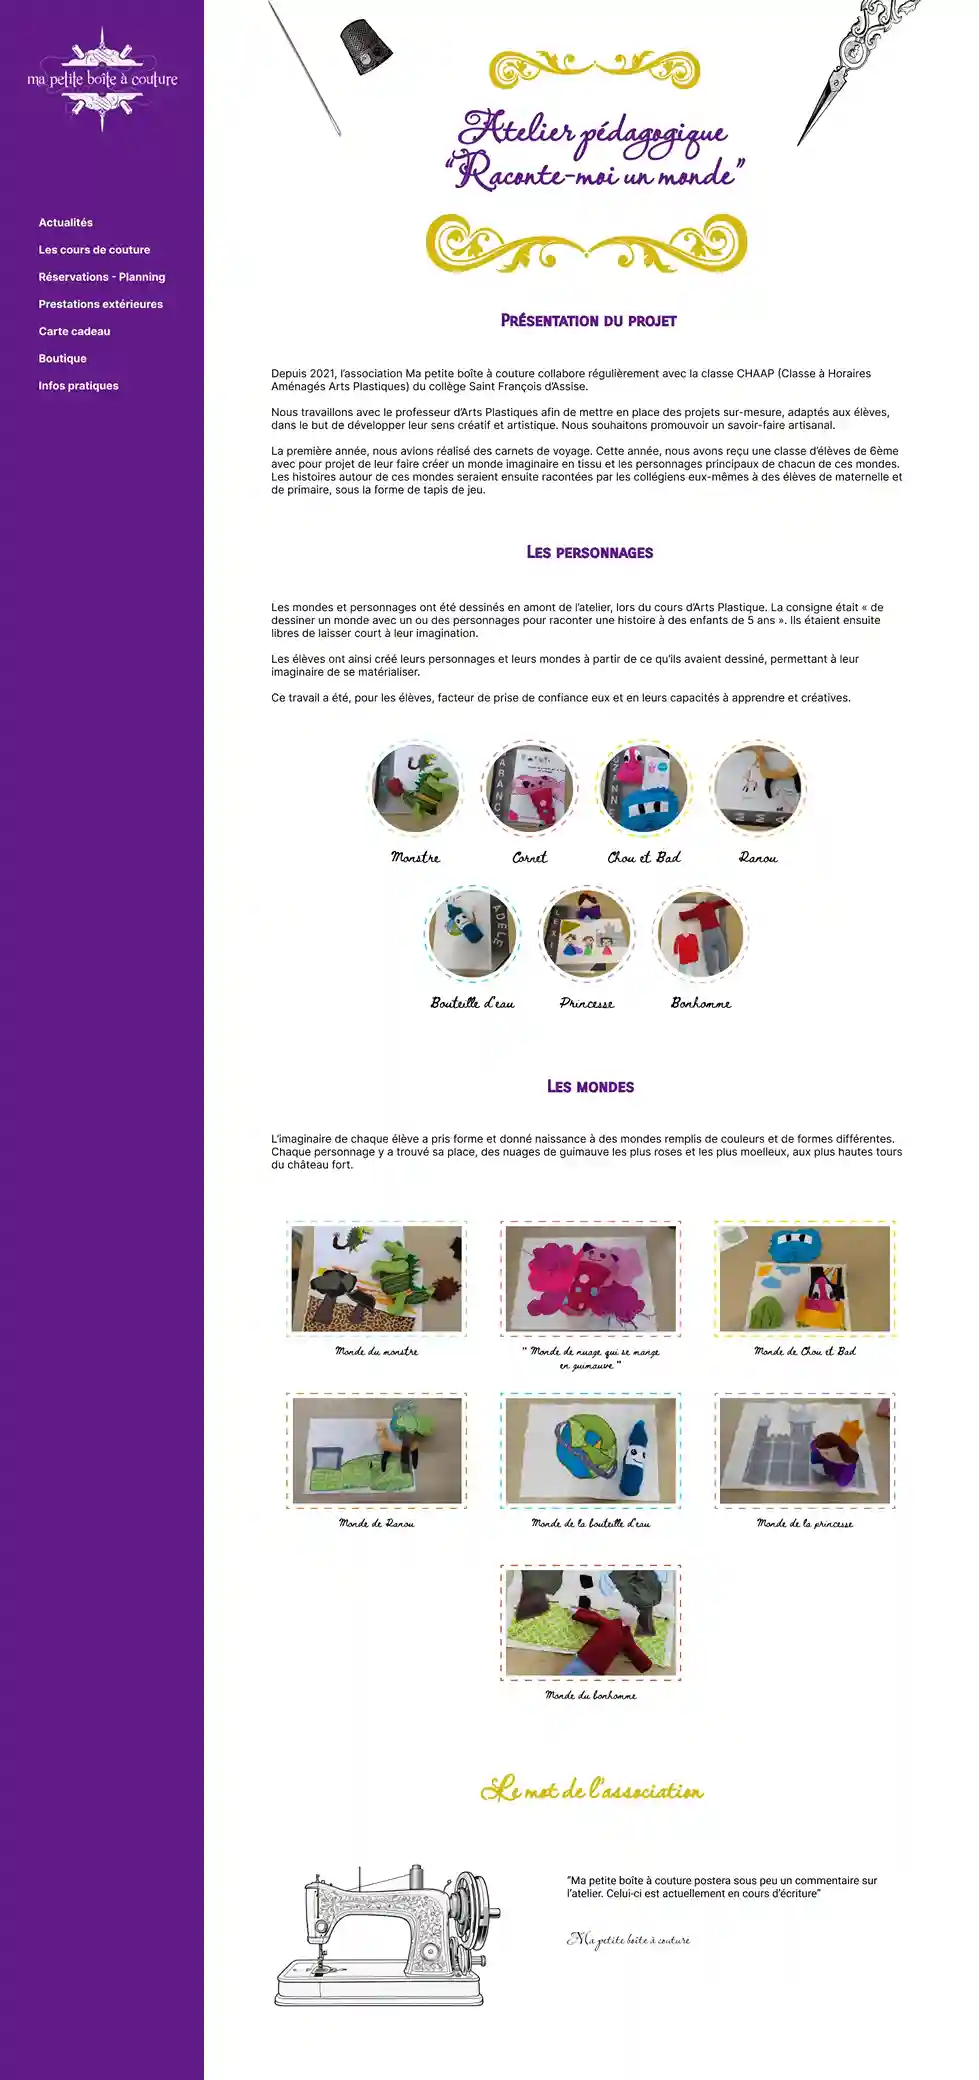 ma petite boîte à couture
Actualités
Les cours de couture
Réservations - Planning
Prestations extérieures
Carte cadeau
Boutique
Infos pratiques
Atelier pédagogique
“Raconte-moi un monde”
Présentation du projet
Depuis 2021, l’association Ma petite boîte à couture collabore régulièrement avec la classe CHAAP (Classe à Horaires
Aménagés Arts Plastiques) du collège Saint François d’Assise.
Nous travaillons avec le professeur d’Arts Plastiques afin de mettre en place des projets sur-mesure, adaptés aux élèves,
dans le but de développer leur sens créatif et artistique. Nous souhaitons promouvoir un savoir-faire artisanal.
La première année, nous avions réalisé des carnets de voyage. Cette année, nous avons reçu une classe d’élèves de 6ème
avec pour projet de leur faire créer un monde imaginaire en tissu et les personnages principaux de chacun de ces mondes.
Les histoires autour de ces mondes seraient ensuite racontées par les collégiens eux-mêmes à des élèves de maternelle et
de primaire, sous la forme de tapis de jeu.
Les personnages
Les mondes et personnages ont été dessinés en amont de l’atelier, lors du cours d’Arts Plastique. La consigne était « de
dessiner un monde avec un ou des personnages pour raconter une histoire à des enfants de 5 ans ». Ils étaient ensuite
libres de laisser court à leur imagination.
Les élèves ont ainsi créé leurs personnages et leurs mondes à partir de ce qu’ils avaient dessiné, permettant à leur
imaginaire de se matérialiser.
Ce travail a été, pour les élèves, facteur de prise de confiance eux et en leurs capacités à apprendre et créatives.
ADELE
Monstre
Cornet
Chou et Bad
Ranou
Bouteille d’eau
Princesse
Bonhomme
Les mondes
L’imaginaire de chaque élève a pris forme et donné naissance à des mondes remplis de couleurs et de formes différentes.
Chaque personnage y a trouvé sa place, des nuages de guimauve les plus roses et les plus moelleux, aux plus hautes tours
du château fort.
Monde du monstre
" Monde de nuage qui se mange
en guimauve "
Monde de Chou et Bad
Monde de Ranou
Monde de la bouteille d’eau
Monde de la princesse
Monde du bonhomme
Le mot de l’association
“Ma petite boîte à couture postera sous peu un commentaire sur
l’atelier. Celui-ci est actuellement en cours d’écriture”
Ma petite boîte à couture